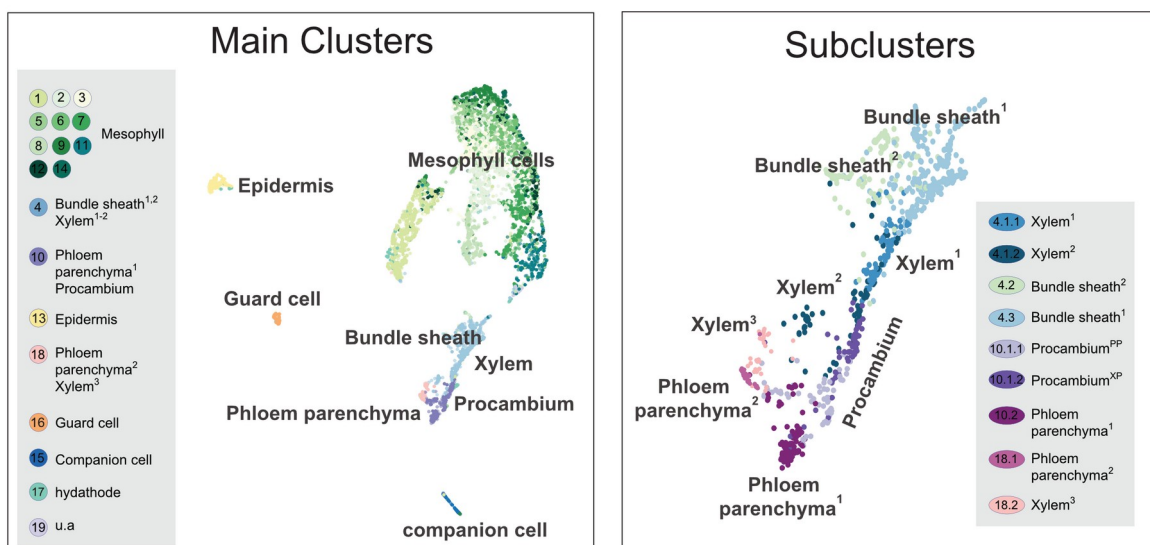 Main Clusters
1 2 3
5 6 7
Mesophyll
8 9 11
12 14
4 Bundle sheath¹,²
Xylem¹⁻²
10 Phloem
parenchyma¹
Procambium
13 Epidermis
18 Phloem
parenchyma²
Xylem³
16 Guard cell
15 Companion cell
17 hydathode
19 u.a
Mesophyll cells
Epidermis
Guard cell
Bundle sheath
Xylem
Phloem parenchyma
Procambium
companion cell
Subclusters
Bundle sheath¹
Bundle sheath²
Xylem¹
Xylem²
Xylem³
Procambium
Phloem
parenchyma²
Phloem
parenchyma¹
4.1.1 Xylem¹
4.1.2 Xylem²
4.2 Bundle sheath²
4.3 Bundle sheath¹
10.1.1 Procambiumᴾᴾ
10.1.2 Procambiumˣᴾ
10.2 Phloem
parenchyma¹
18.1 Phloem
parenchyma²
18.2 Xylem³